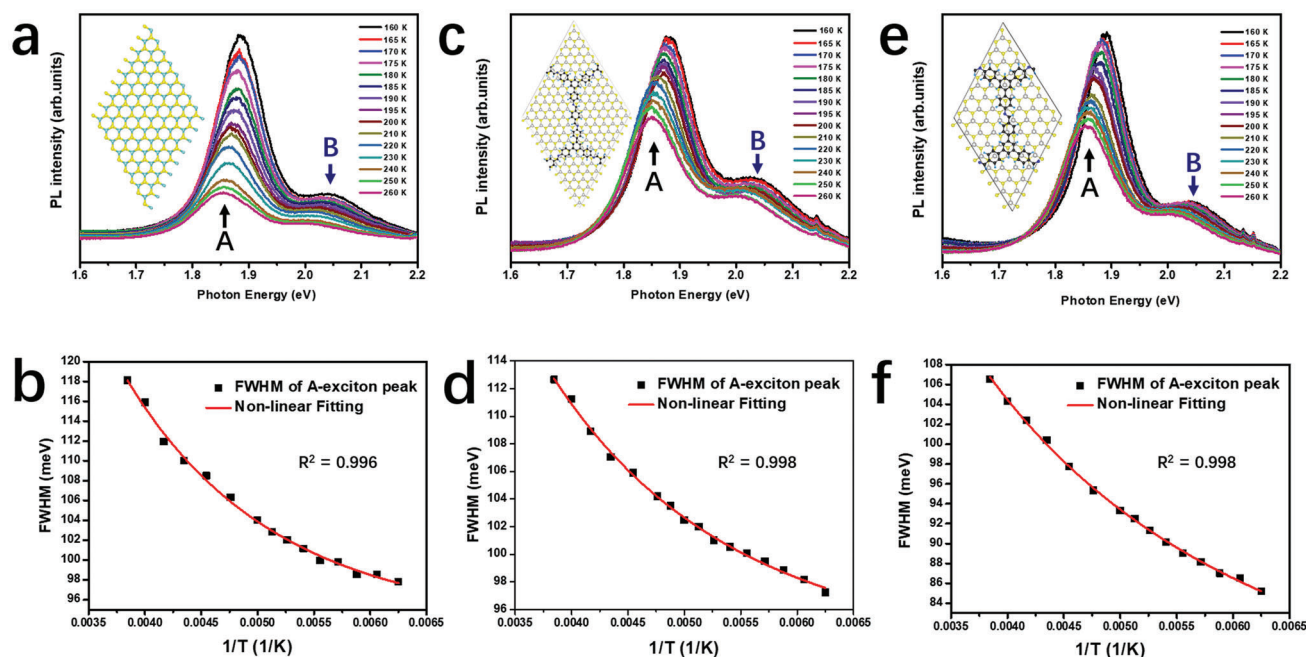 a
PL intensity (arb.units)
160 K
165 K
170 K
175 K
180 K
185 K
190 K
195 K
200 K
210 K
220 K
230 K
240 K
250 K
260 K
A
B
1.6 1.7 1.8 1.9 2.0 2.1 2.2
Photon Energy (eV)
c
PL intensity (arb.units)
160 K
165 K
170 K
175 K
180 K
185 K
190 K
195 K
200 K
210 K
220 K
230 K
240 K
250 K
260 K
A
B
1.6 1.7 1.8 1.9 2.0 2.1 2.2
Photon Energy (eV)
e
PL intensity (arb.units)
160 K
165 K
170 K
175 K
180 K
185 K
190 K
195 K
200 K
210 K
220 K
230 K
240 K
250 K
260 K
A
B
1.6 1.7 1.8 1.9 2.0 2.1 2.2
Photon Energy (eV)
b
FWHM (meV)
120
118
116
114
112
110
108
106
104
102
100
98
96
FWHM of A-exciton peak
Non-linear Fitting
R² = 0.996
0.0035 0.0040 0.0045 0.0050 0.0055 0.0060 0.0065
1/T (1/K)
d
FWHM (meV)
114
112
110
108
106
104
102
100
98
96
FWHM of A-exciton peak
Non-linear Fitting
R² = 0.998
0.0035 0.0040 0.0045 0.0050 0.0055 0.0060 0.0065
1/T (1/K)
f
FWHM (meV)
108
106
104
102
100
98
96
94
92
90
88
86
84
FWHM of A-exciton peak
Non-linear Fitting
R² = 0.998
0.0035 0.0040 0.0045 0.0050 0.0055 0.0060 0.0065
1/T (1/K)